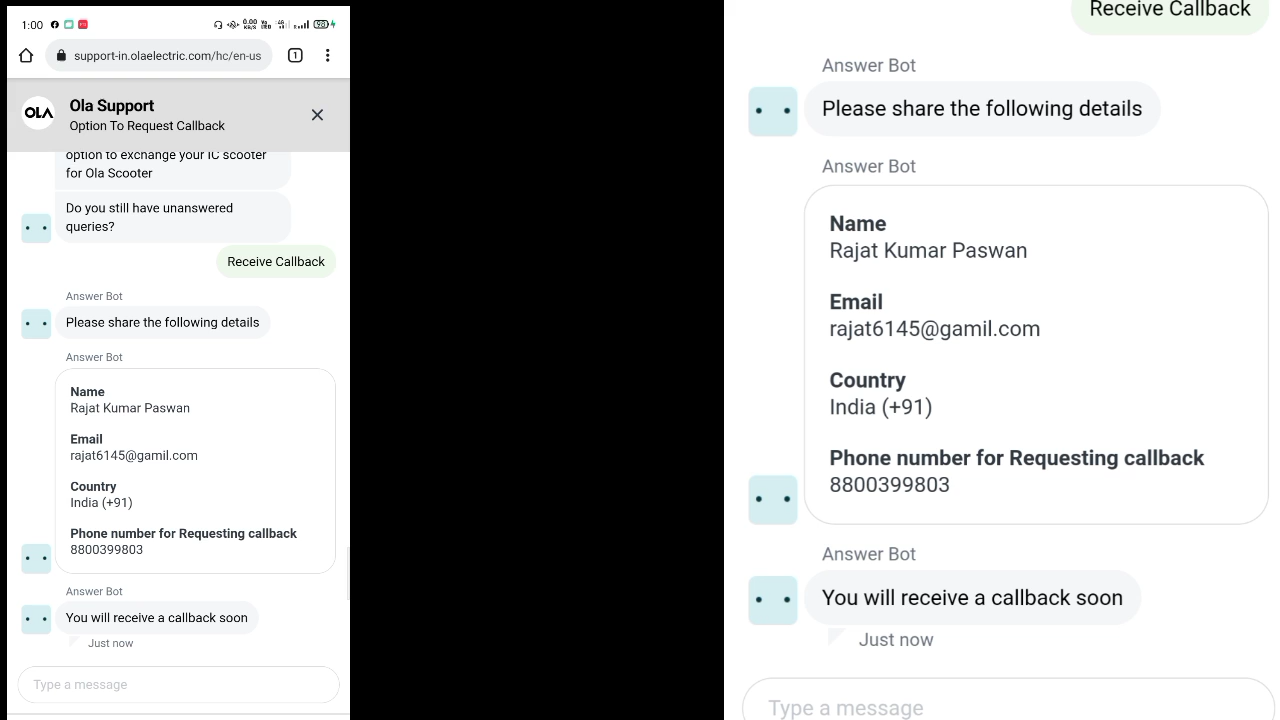 1:00
support-in.olaelectric.com/hc/en-us
1
OLA
Ola Support
Option To Request Callback
option to exchange your IC scooter
for Ola Scooter
Do you still have unanswered
queries?
Receive Callback
Answer Bot
Please share the following details
Answer Bot
Name
Rajat Kumar Paswan
Email
rajat6145@gamil.com
Country
India (+91)
Phone number for Requesting callback
8800399803
Answer Bot
You will receive a callback soon
Just now
Type a message
Receive Callback
Answer Bot
Please share the following details
Answer Bot
Name
Rajat Kumar Paswan
Email
rajat6145@gamil.com
Country
India (+91)
Phone number for Requesting callback
8800399803
Answer Bot
You will receive a callback soon
Just now
Type a message